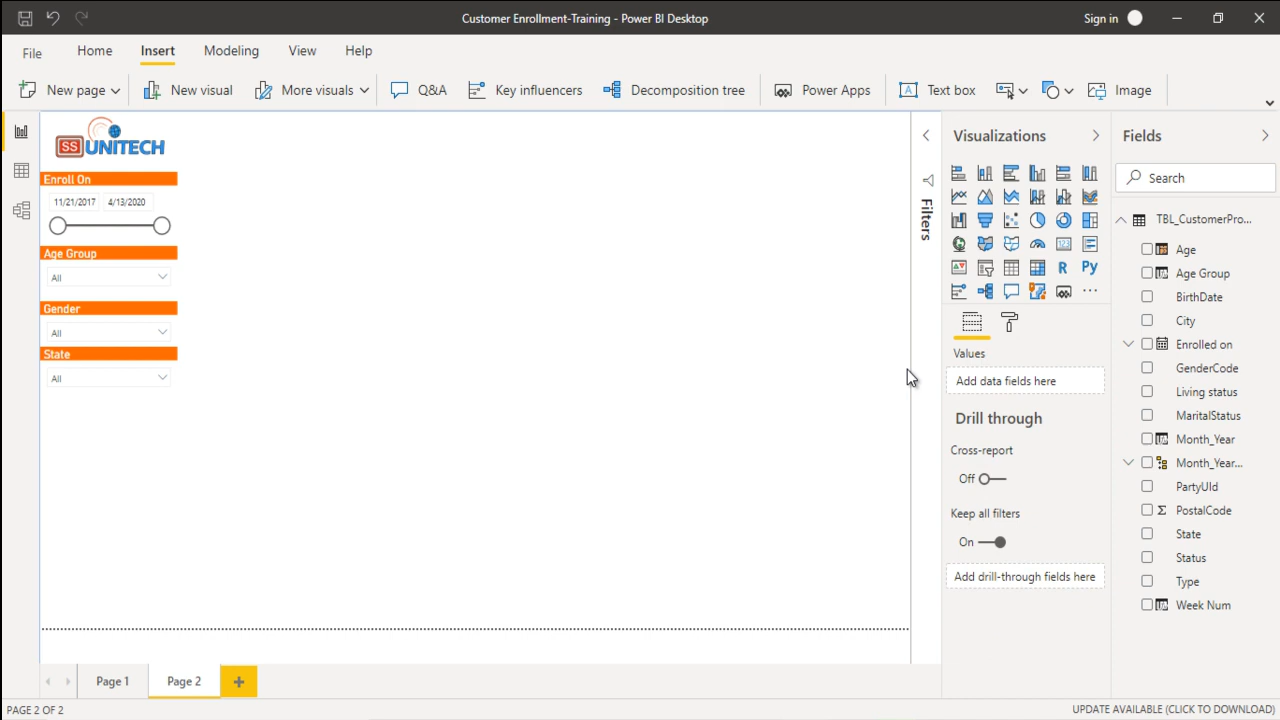 Customer Enrollment-Training - Power BI Desktop
Sign in
File
Home
Insert
Modeling
View
Help
New page
New visual
More visuals
Q&A
Key influencers
Decomposition tree
Power Apps
Text box
Image
SS UNITECH
Enroll On
11/21/2017
4/13/2020
Age Group
All
Gender
All
State
All
Filters
Visualizations
R
Py
123
Values
Add data fields here
Drill through
Cross-report
Off
Keep all filters
On
Add drill-through fields here
Fields
Search
TBL_CustomerPro...
Age
Age Group
BirthDate
City
Enrolled on
GenderCode
Living status
MaritalStatus
Month_Year
Month_Year...
PartyUId
PostalCode
State
Status
Type
Week Num
Page 1
Page 2
PAGE 2 OF 2
UPDATE AVAILABLE (CLICK TO DOWNLOAD)